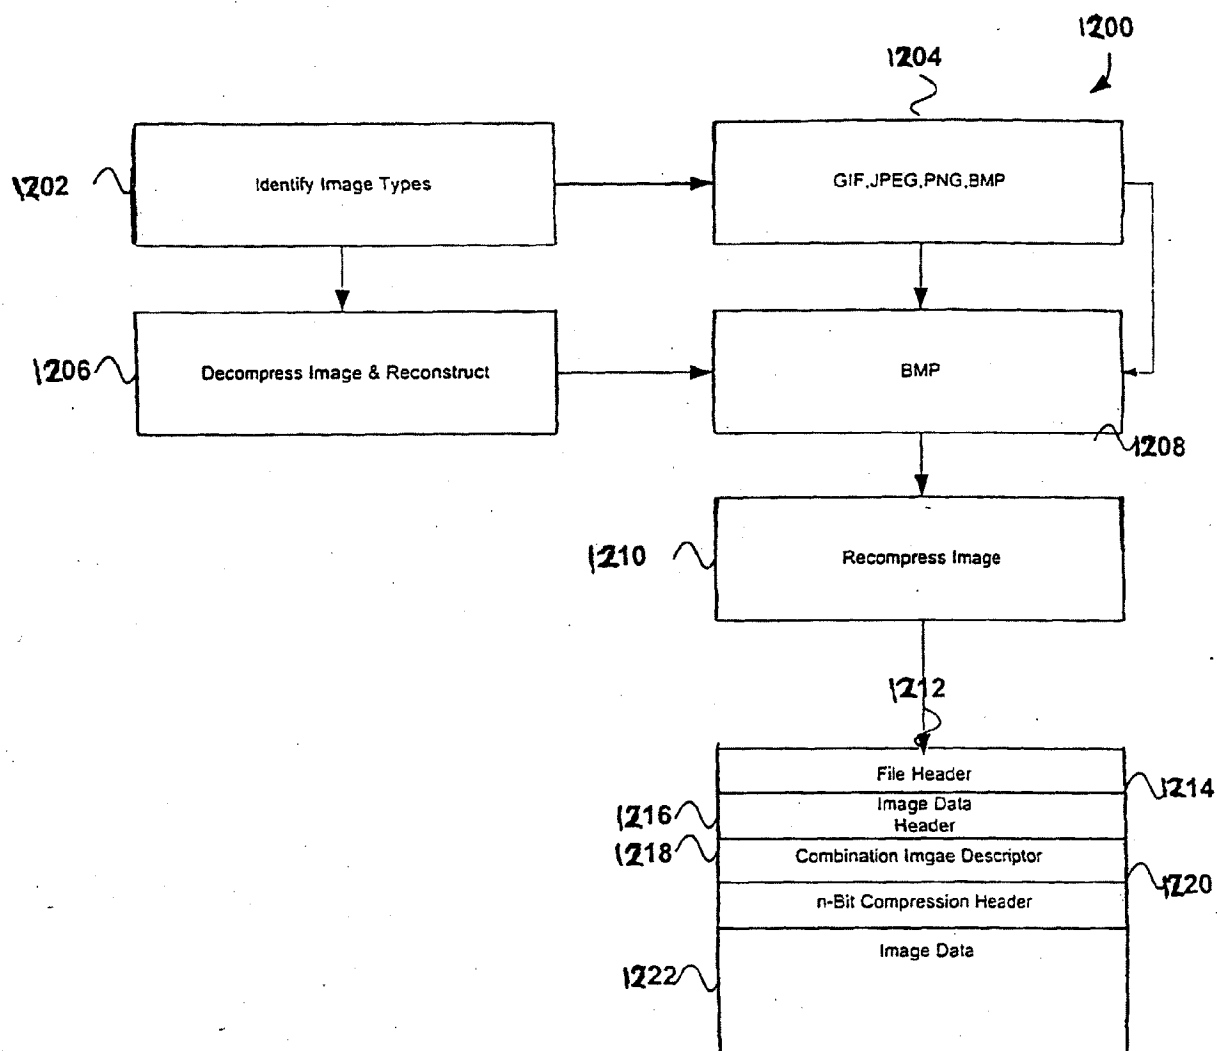 1200
1204
1202
Identify Image Types
GIF,JPEG,PNG,BMP
1206
Decompress Image & Reconstruct
BMP
1208
1210
Recompress Image
1212
File Header
1214
1216
Image Data
Header
1218
Combination Imgae Descriptor
1220
n-Bit Compression Header
Image Data
1222